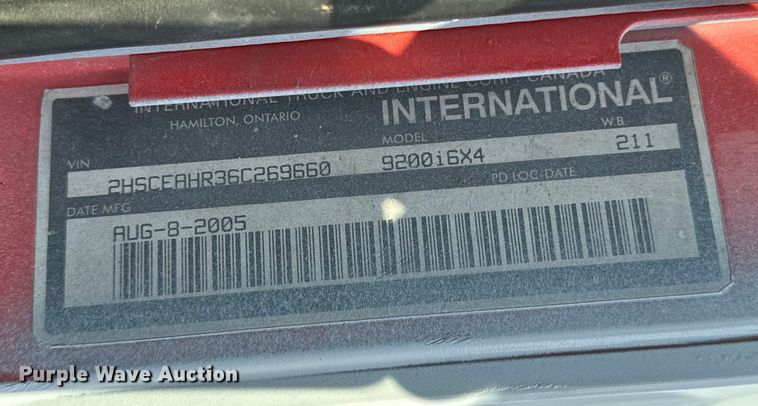 INTERNATIONAL TRUCK AND ENGINE CORP. CANADA
HAMILTON, ONTARIO
INTERNATIONAL®
VIN MODEL W.B.
2HSCEAHR36C269660 9200i6X4 211
DATE MFG PD LOC DATE
AUG-8-2005
Purple Wave Auction